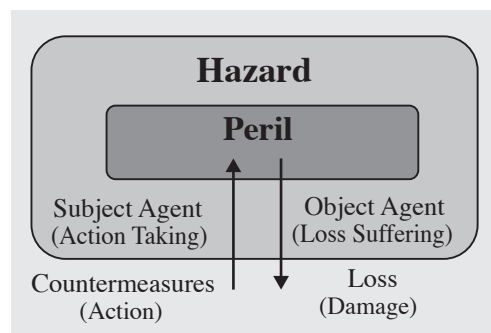 Hazard
Peril
Subject Agent
(Action Taking)
Object Agent
(Loss Suffering)
Countermeasures
(Action)
Loss
(Damage)